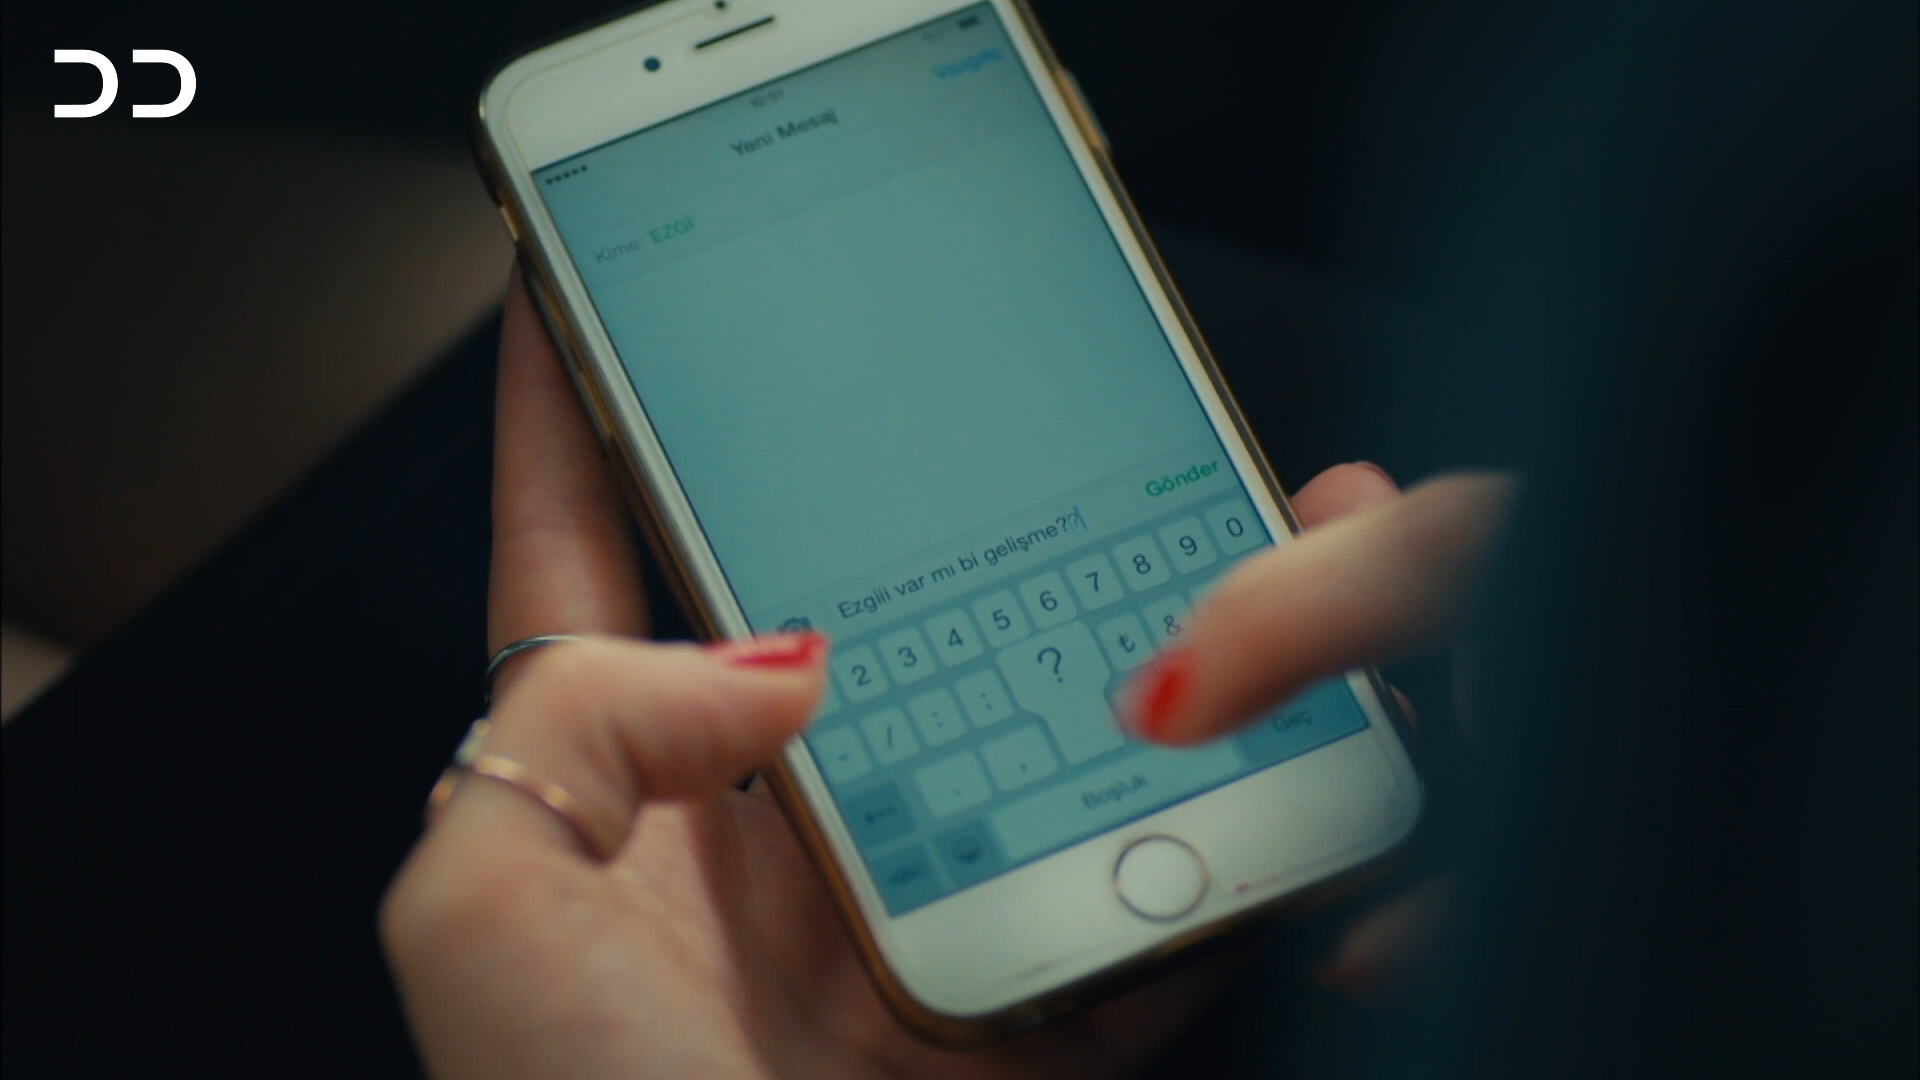 Yeni Mesaj
Kime: EZGİ
Gönder
Ezgiii var mı bi gelişme??
2 3 4 5 6 7 8 9 0
- / : ; ? ₺ &
. ,
Boşluk
Geç